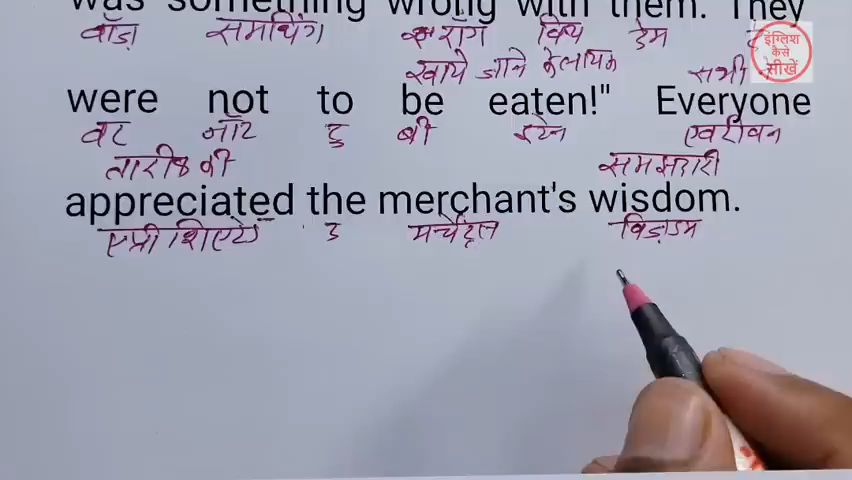 was something wrong with them. They
वॉज़ समथिंग रॉंग विथ देम
इंग्लिश कैसे सीखें
खाये जाने के लायक सभी ने
were not to be eaten!" Everyone
वर नॉट टु बी ईटेन एवरीवन
तारीफ की समझदारी
appreciated the merchant's wisdom.
एप्रीशिएटेड द मर्चेंट्स विज़डम